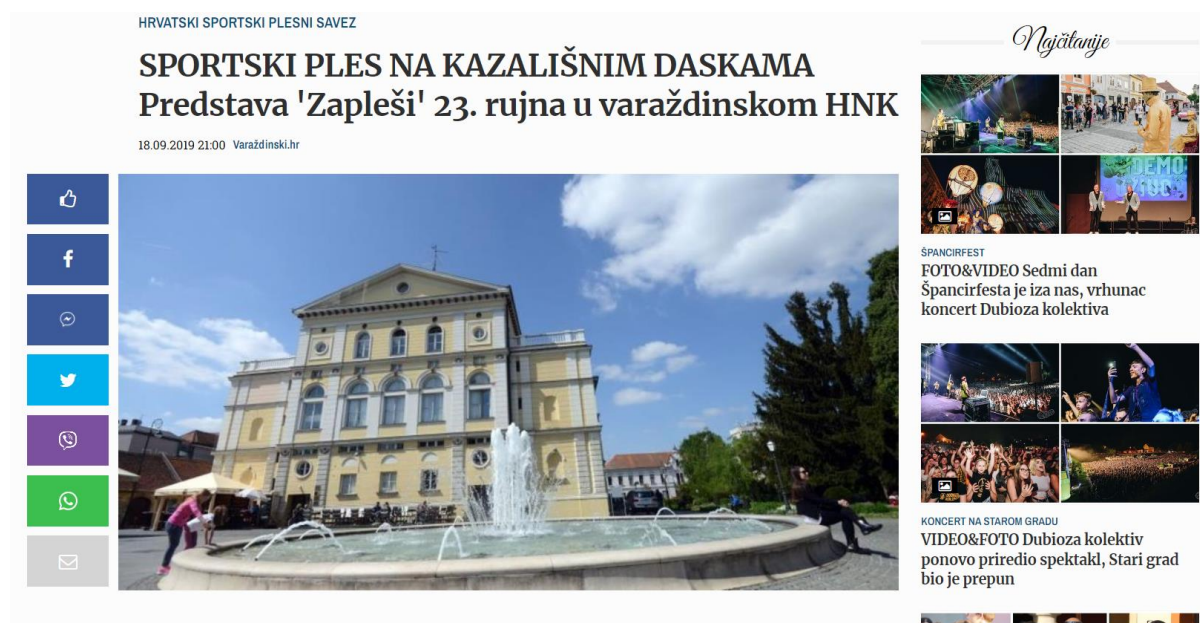 HRVATSKI SPORTSKI PLESNI SAVEZ
SPORTSKI PLES NA KAZALIŠNIM DASKAMA
Predstava 'Zapleši' 23. rujna u varaždinskom HNK
18.09.2019 21:00 Varaždinski.hr
Najčitanije
DEMO
ŠPANCIRFEST
FOTO&VIDEO Sedmi dan
Špancirfesta je iza nas, vrhunac
koncert Dubioza kolektiva
KONCERT NA STAROM GRADU
VIDEO&FOTO Dubioza kolektiv
ponovo priredio spektakl, Stari grad
bio je prepun